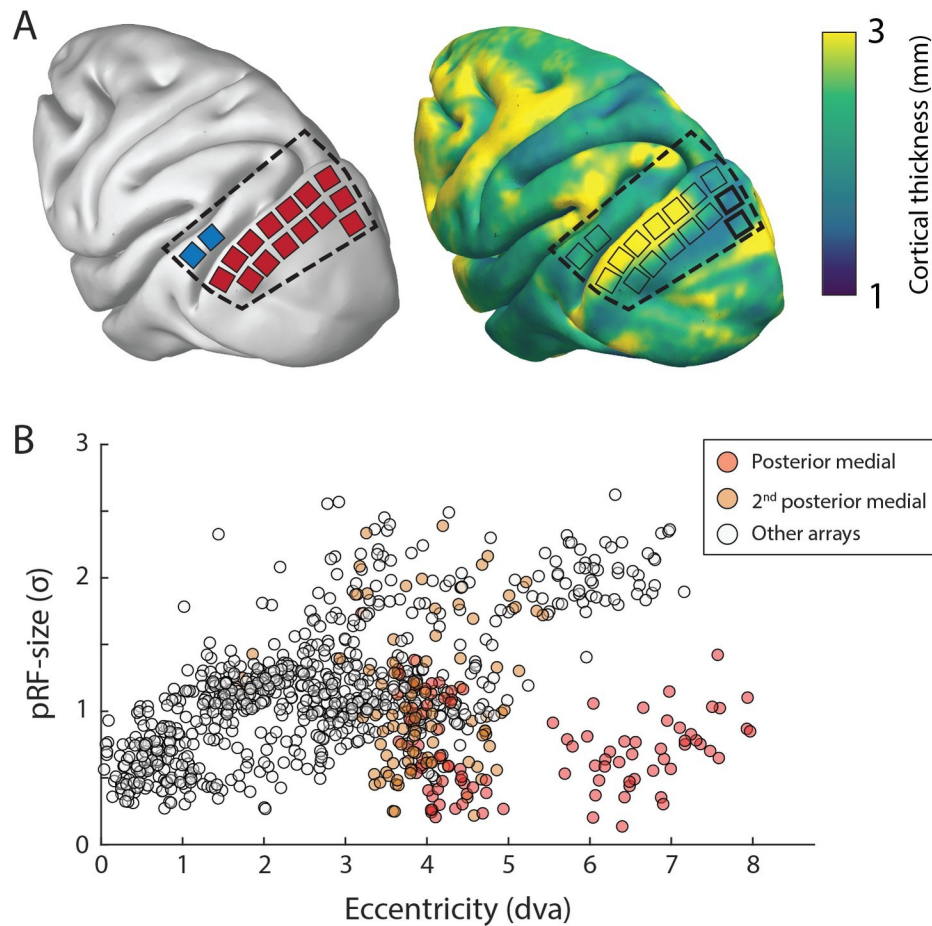 A
3
Cortical thickness (mm)
1
B
3
Posterior medial
2nd posterior medial
Other arrays
2
pRF-size (σ)
1
0
0 1 2 3 4 5 6 7 8
Eccentricity (dva)